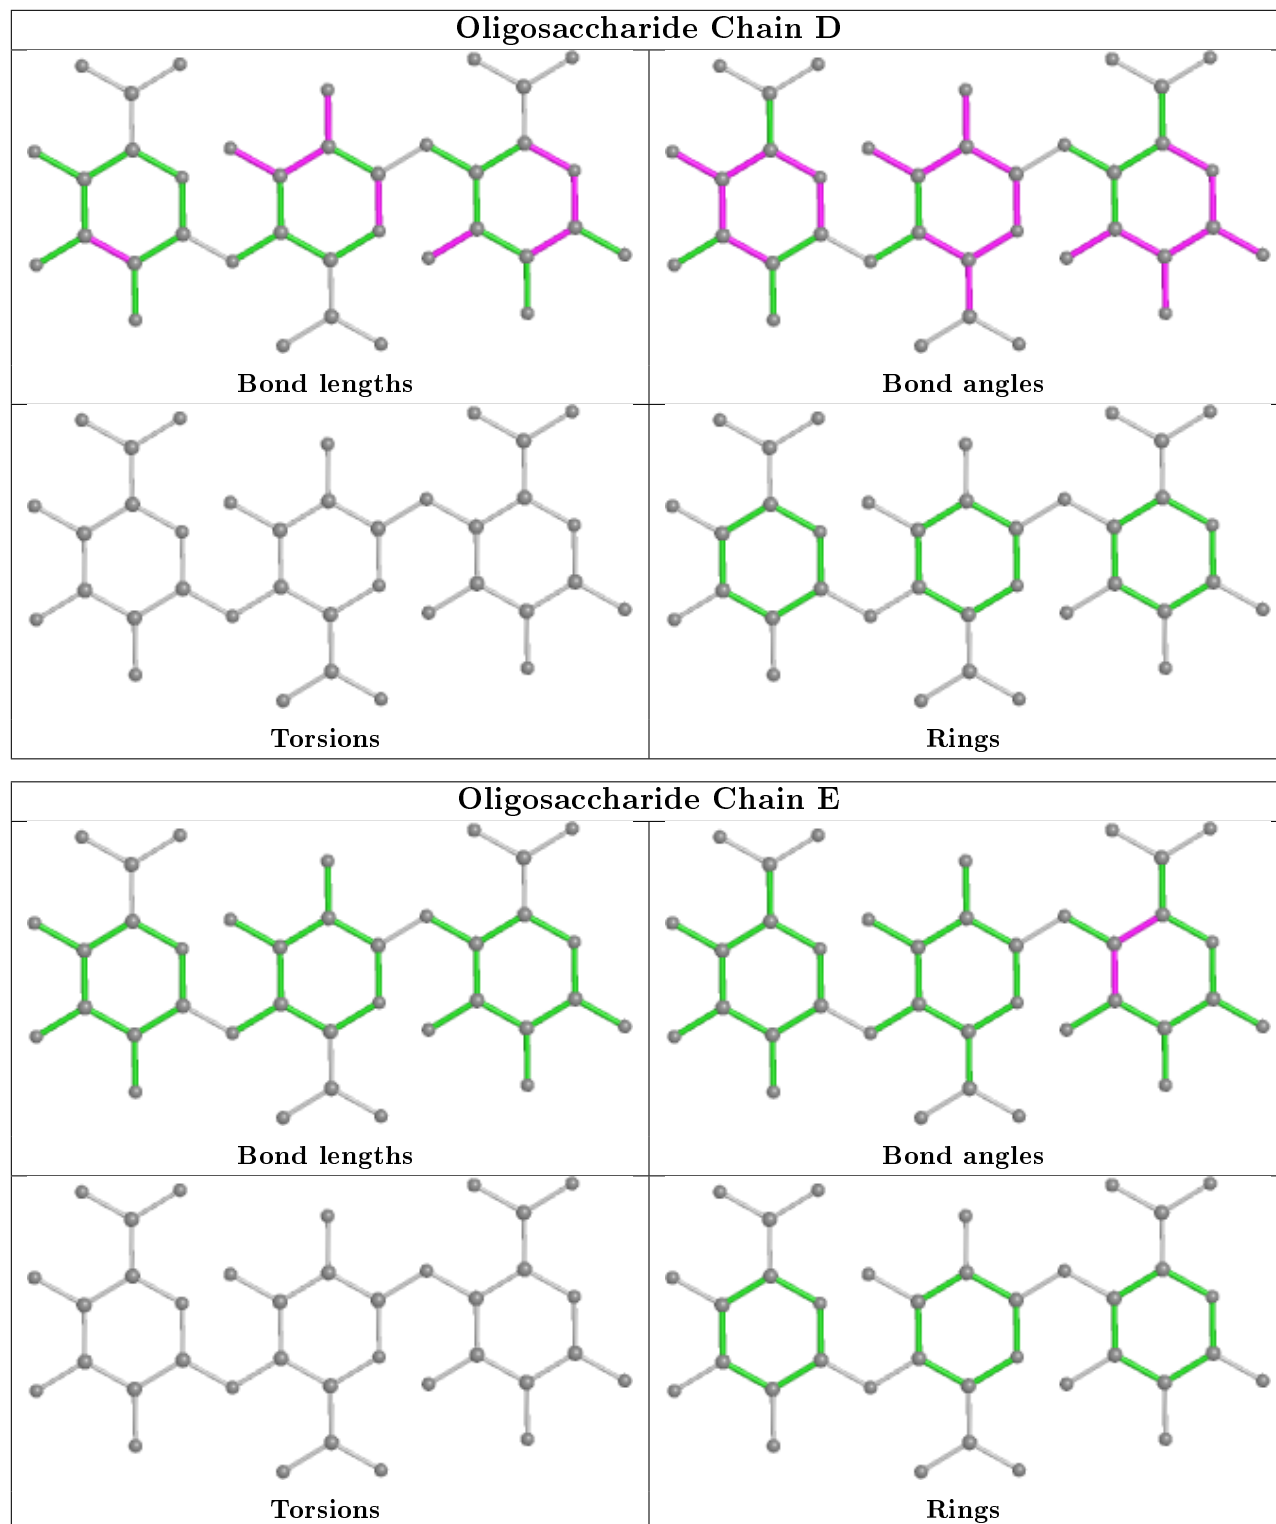 Oligosaccharide Chain D
Bond lengths
Bond angles
Torsions
Rings
Oligosaccharide Chain E
Bond lengths
Bond angles
Torsions
Rings